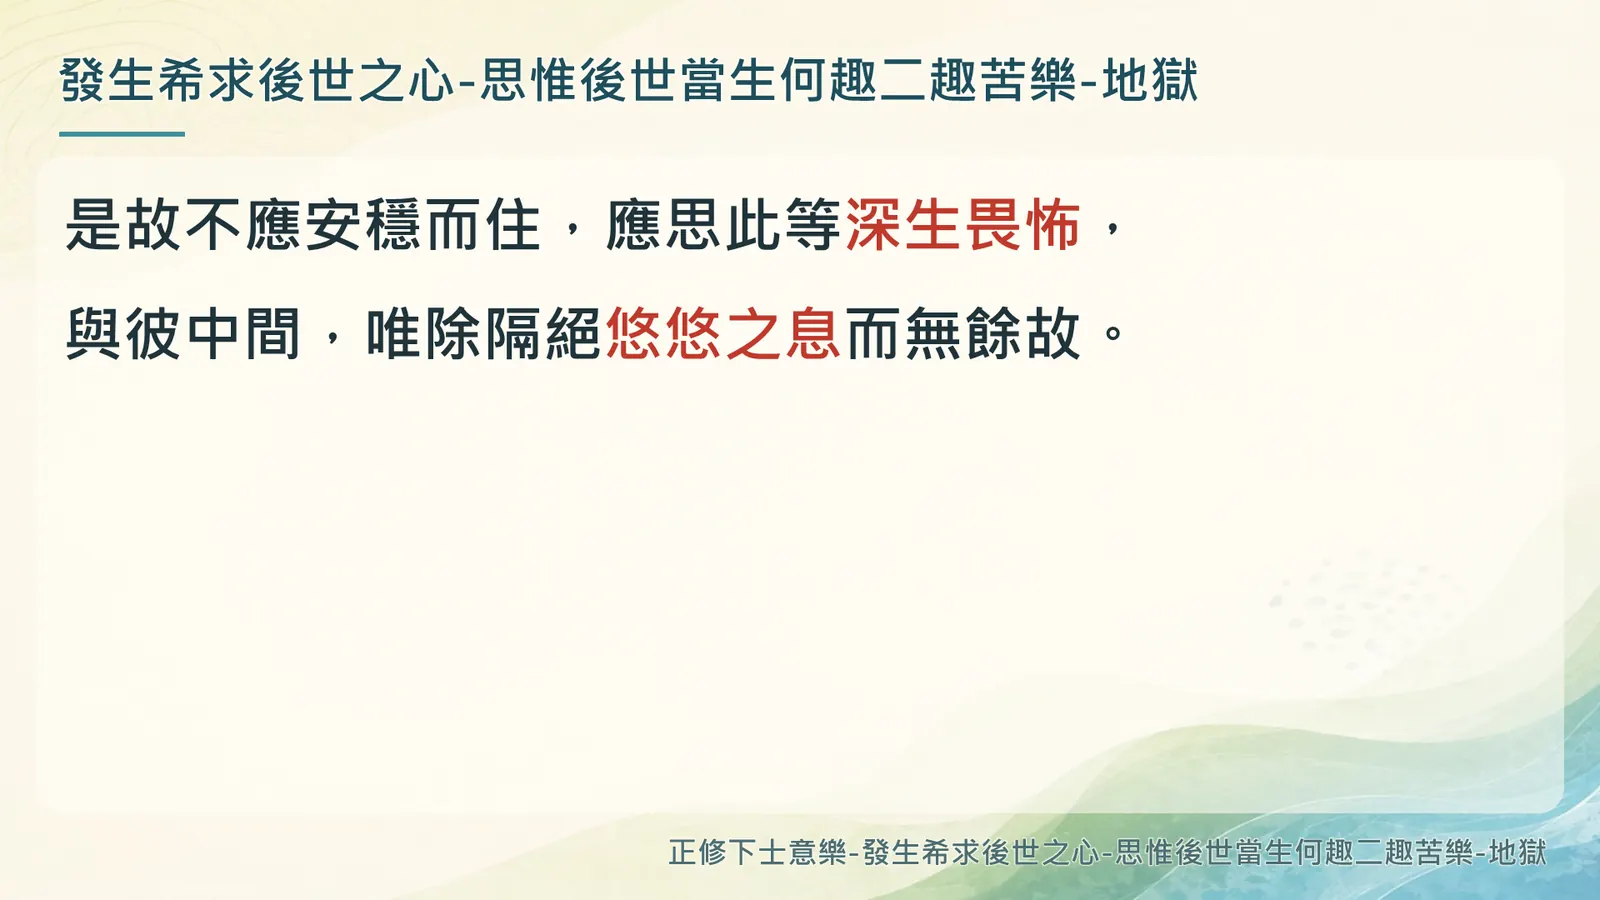 發生希求後世之心-思惟後世當生何趣二趣苦樂-地獄
是故不應安穩而住，應思此等深生畏怖，
與彼中間，唯除隔絕悠悠之息而無餘故。
正修下士意樂-發生希求後世之心-思惟後世當生何趣二趣苦樂-地獄